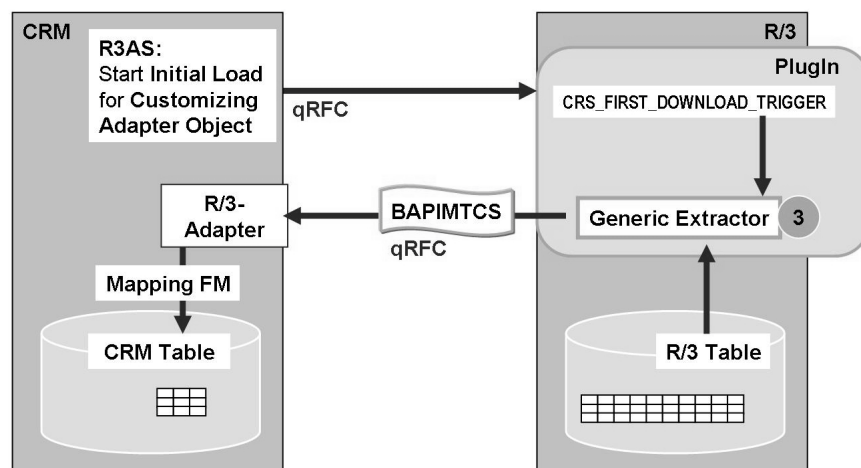 CRM
R3AS:
Start Initial Load
for Customizing
Adapter Object
qRFC
R/3
PlugIn
CRS_FIRST_DOWNLOAD_TRIGGER
R/3-
Adapter
BAPIMTCS
qRFC
Generic Extractor
3
Mapping FM
CRM Table
R/3 Table